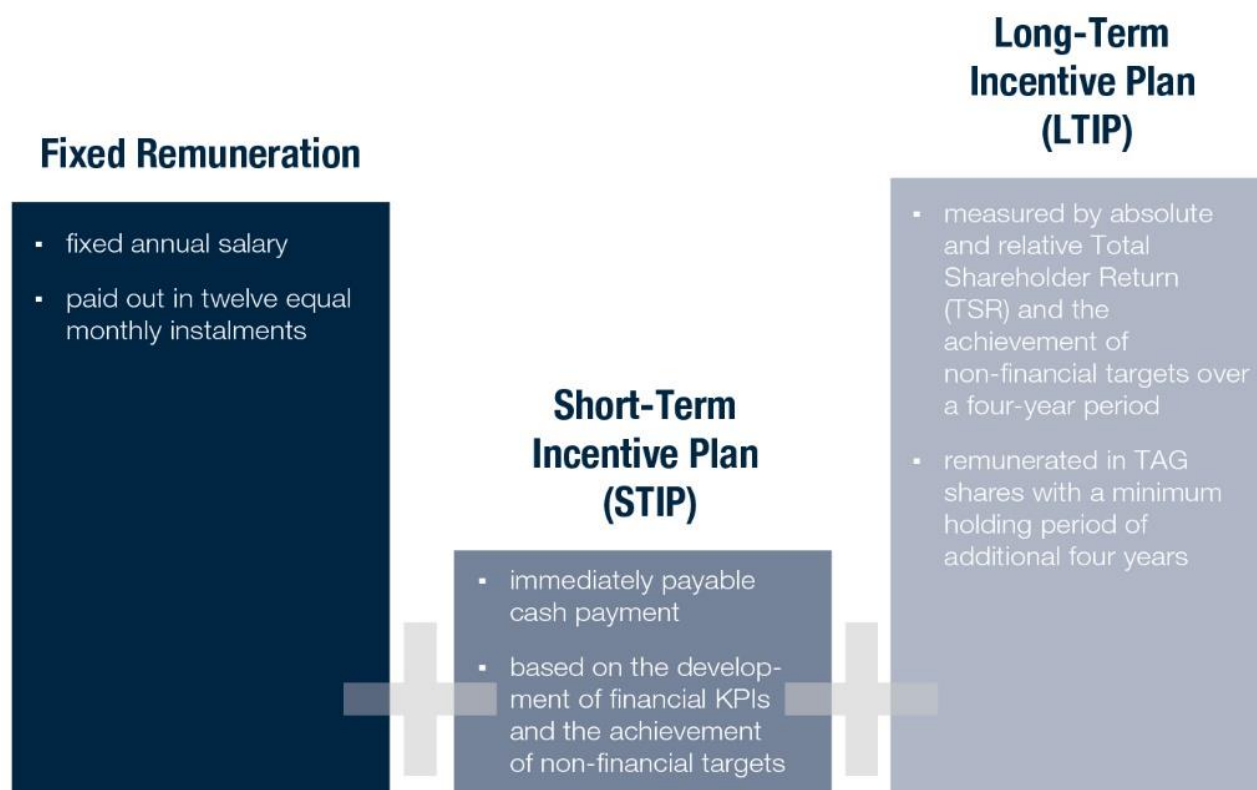 Fixed Remuneration
▪ fixed annual salary
▪ paid out in twelve equal
monthly instalments
Short-Term
Incentive Plan
(STIP)
▪ immediately payable
cash payment
▪ based on the develop-
ment of financial KPIs
and the achievement
of non-financial targets
Long-Term
Incentive Plan
(LTIP)
▪ measured by absolute
and relative Total
Shareholder Return
(TSR) and the
achievement of
non-financial targets over
a four-year period
▪ remunerated in TAG
shares with a minimum
holding period of
additional four years